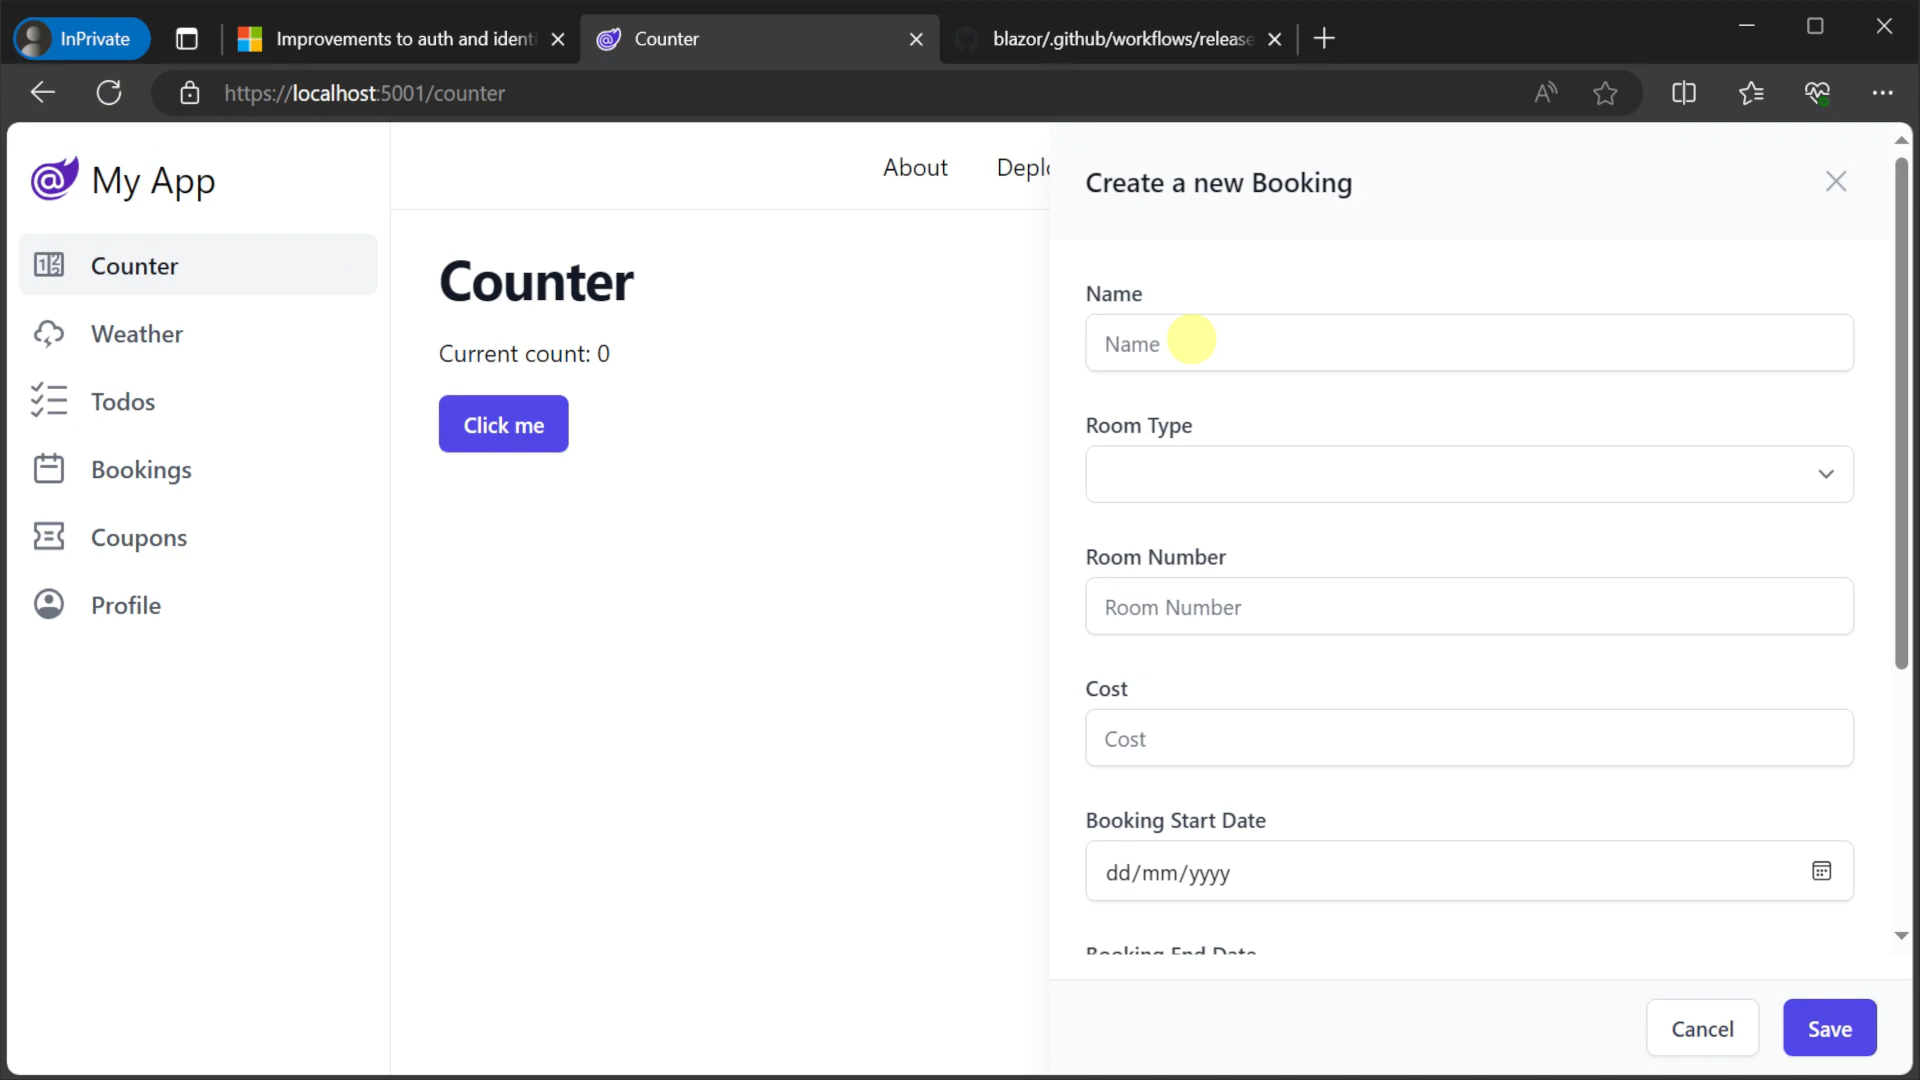 InPrivate
Improvements to auth and identi
Counter
blazor/.github/workflows/release
https://localhost:5001/counter
My App
Counter
Weather
Todos
Bookings
Coupons
Profile
About
Deplo
Counter
Current count: 0
Click me
Create a new Booking
Name
Name
Room Type
Room Number
Room Number
Cost
Cost
Booking Start Date
dd/mm/yyyy
Booking End Date
Cancel
Save